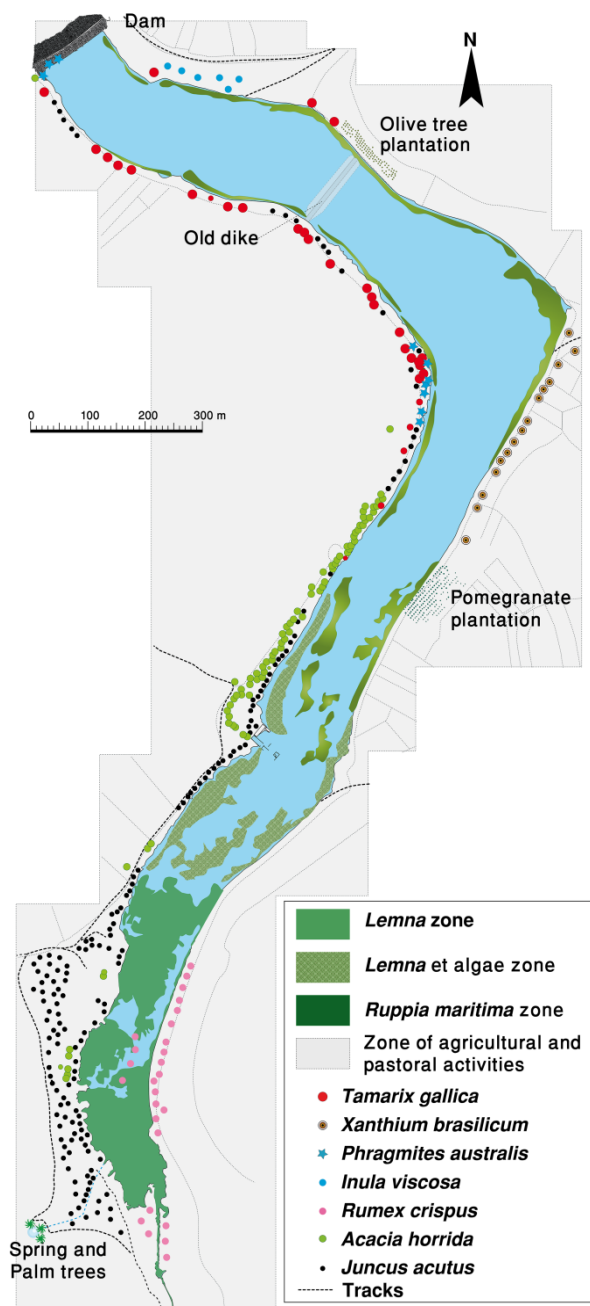 Dam
N
Olive tree
plantation
Old dike
0 100 200 300 m
Pomegranate
plantation
Lemna zone
Lemna et algae zone
Ruppia maritima zone
Zone of agricultural and
pastoral activities
Tamarix gallica
Xanthium brasilicum
Phragmites australis
Inula viscosa
Rumex crispus
Acacia horrida
Juncus acutus
Tracks
Spring and
Palm trees